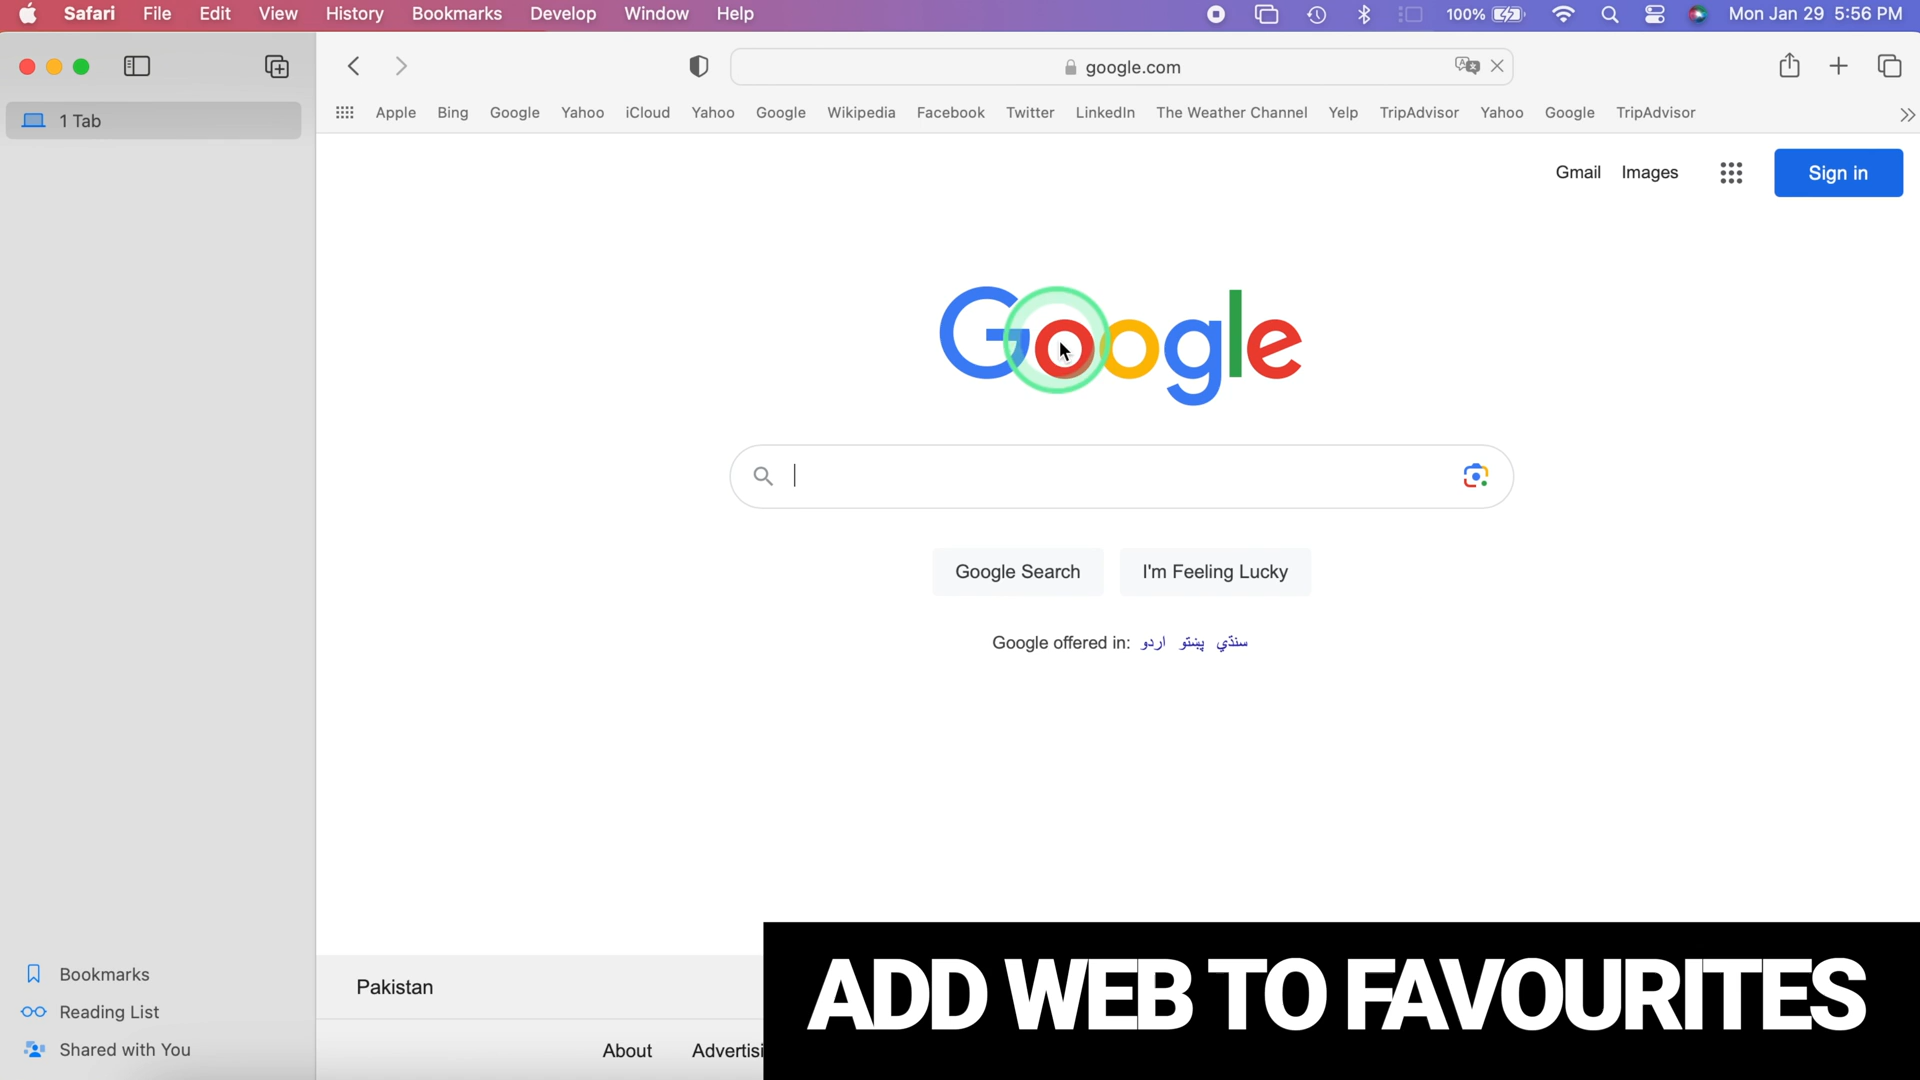 Safari File Edit View History Bookmarks Develop Window Help 100% Mon Jan 29 5:56 PM
google.com
1 Tab
Apple Bing Google Yahoo iCloud Yahoo Google Wikipedia Facebook Twitter LinkedIn The Weather Channel Yelp TripAdvisor Yahoo Google TripAdvisor
Gmail Images Sign in
Google
Google Search I'm Feeling Lucky
Google offered in: اردو پښتو سنڌي
Bookmarks
Reading List
Shared with You
Pakistan
About Advertisi
ADD WEB TO FAVOURITES